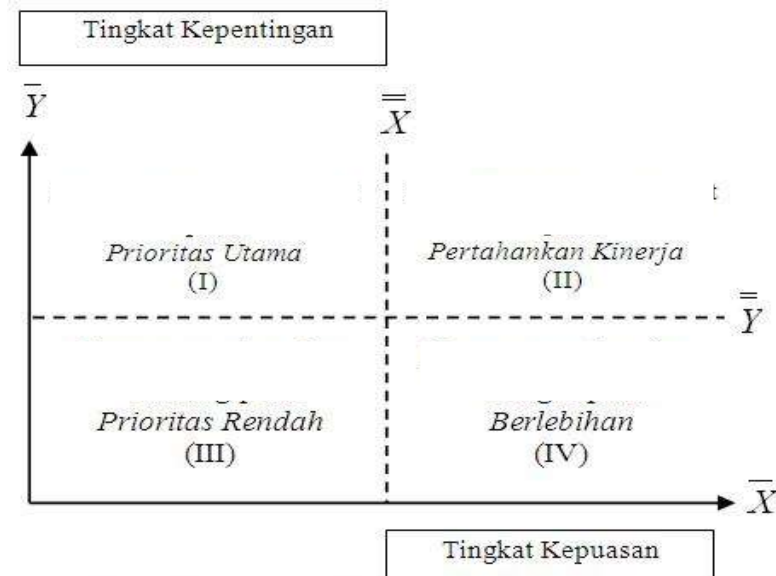 Tingkat Kepentingan
Y̅
X̿
Prioritas Utama
(I)
Pertahankan Kinerja
(II)
Y̿
Prioritas Rendah
(III)
Berlebihan
(IV)
X̅
Tingkat Kepuasan